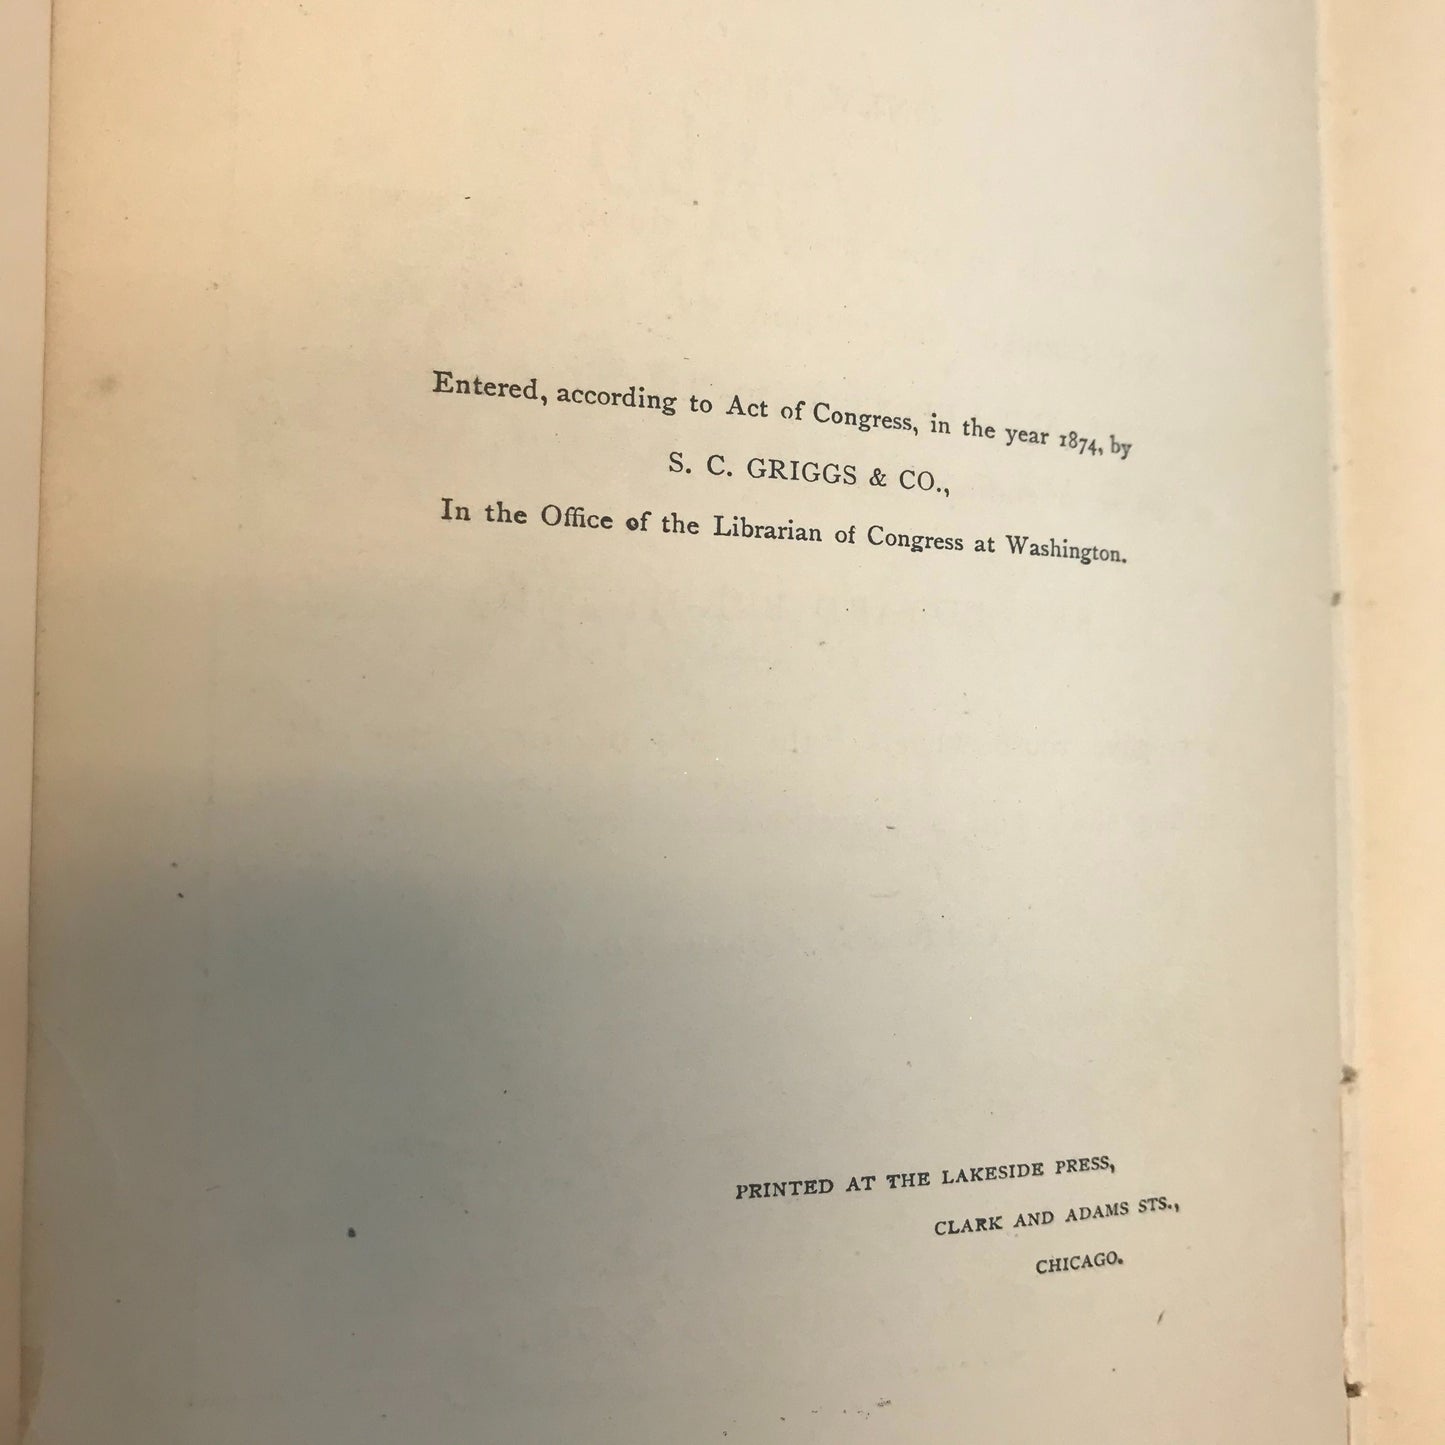 Entered, according to Act of Congress, in the year 1874, by
S. C. GRIGGS & CO.,
In the Office of the Librarian of Congress at Washington.
PRINTED AT THE LAKESIDE PRESS,
CLARK AND ADAMS STS.,
CHICAGO.